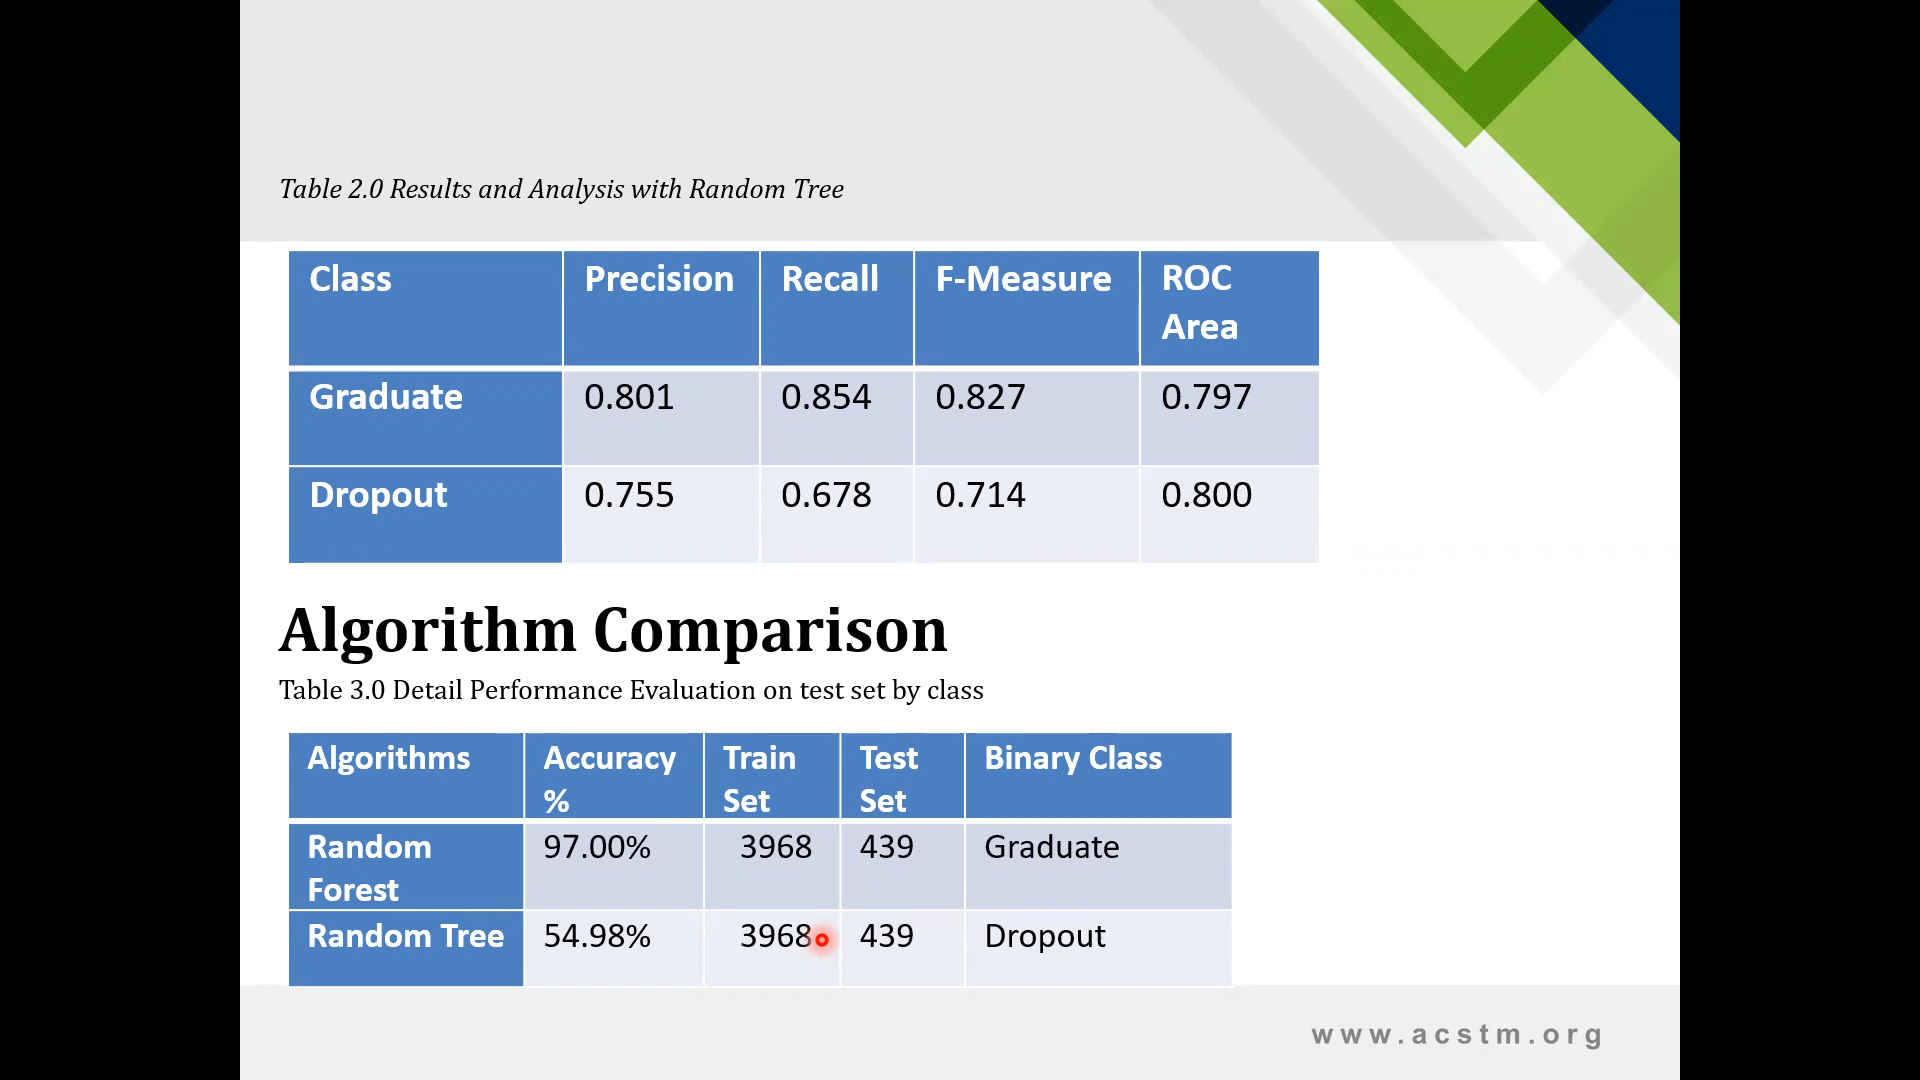 Table 2.0 Results and Analysis with Random Tree
Class Precision Recall F-Measure ROC Area
Graduate 0.801 0.854 0.827 0.797
Dropout 0.755 0.678 0.714 0.800
Algorithm Comparison
Table 3.0 Detail Performance Evaluation on test set by class
Algorithms Accuracy % Train Set Test Set Binary Class
Random Forest 97.00% 3968 439 Graduate
Random Tree 54.98% 3968 439 Dropout
www.acstm.org